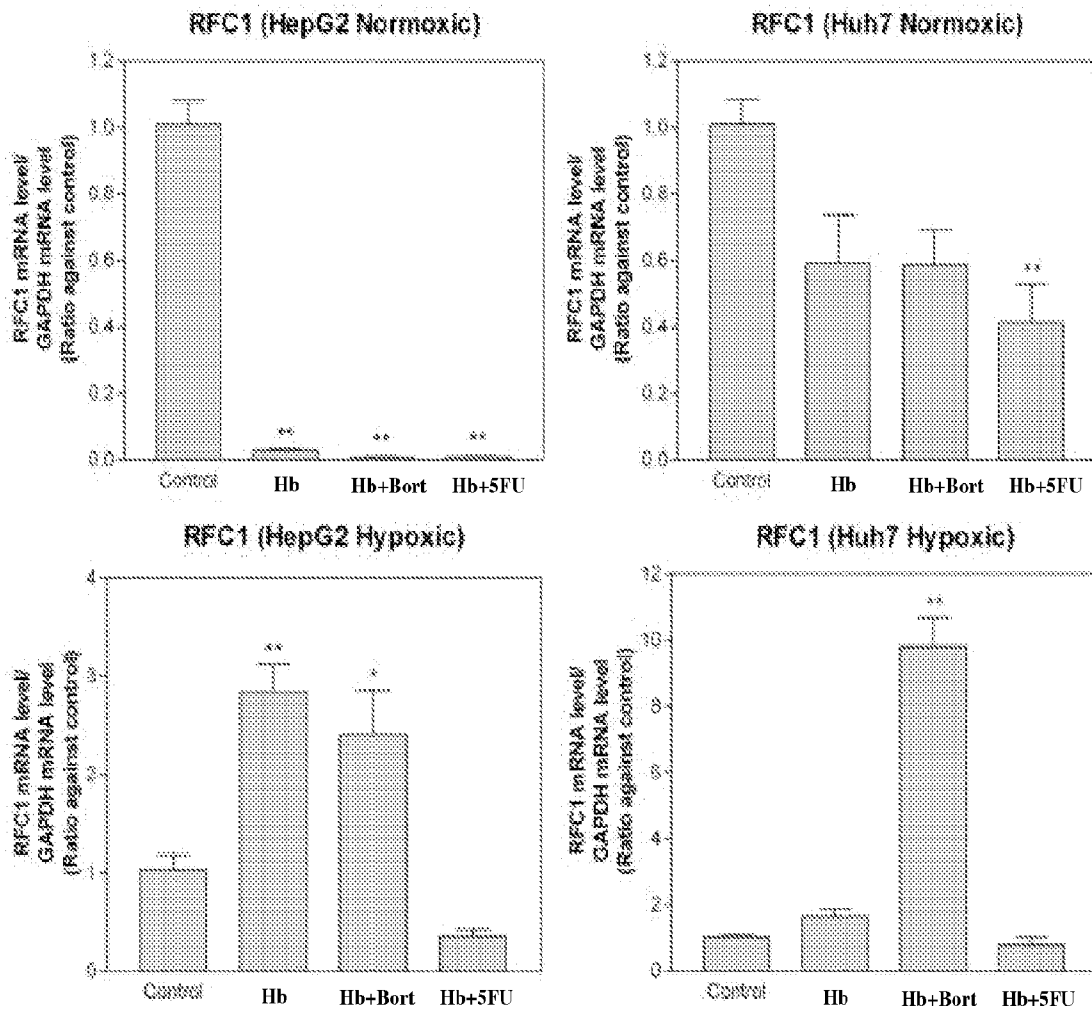 RFC1 (HepG2 Normoxic)
RFC1 mRNA level/
GAPDH mRNA level
(Ratio against control)
1.2
1.0
0.8
0.6
0.4
0.2
0.0
**
**
**
Control
Hb
Hb+Bort
Hb+5FU
RFC1 (Huh7 Normoxic)
RFC1 mRNA level/
GAPDH mRNA level
(Ratio against control)
1.2
1.0
0.8
0.6
0.4
0.2
0.0
**
Control
Hb
Hb+Bort
Hb+5FU
RFC1 (HepG2 Hypoxic)
RFC1 mRNA level/
GAPDH mRNA level
(Ratio against control)
4
3
2
1
0
**
*
Control
Hb
Hb+Bort
Hb+5FU
RFC1 (Huh7 Hypoxic)
RFC1 mRNA level/
GAPDH mRNA level
(Ratio against control)
12
10
8
6
4
2
0
**
Control
Hb
Hb+Bort
Hb+5FU